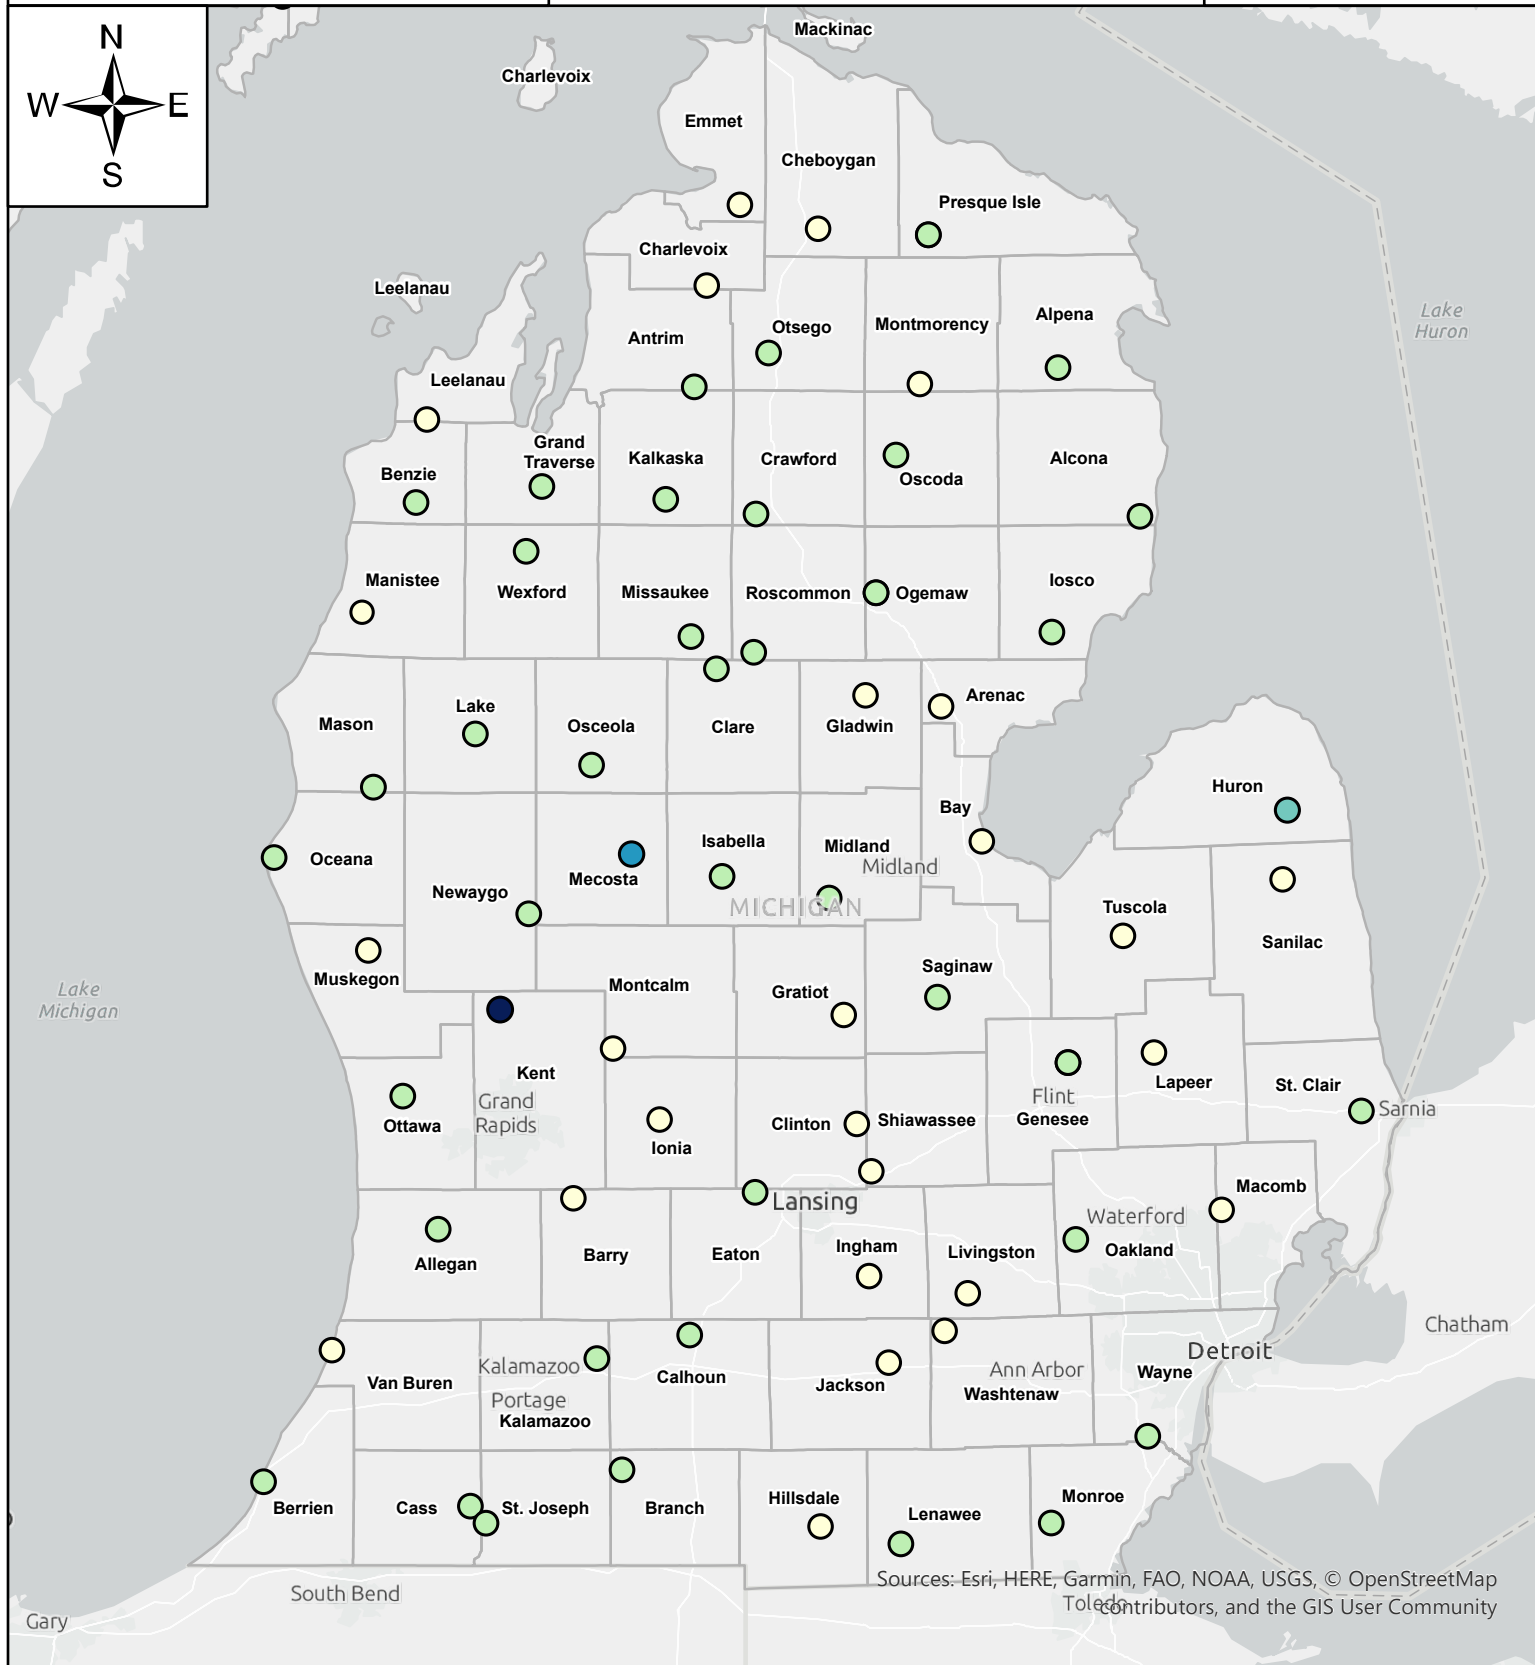 Mackinac
N
Charlevoix
W E
Emmet
Cheboygan
S
Presque Isle
Charlevoix
Leelanau
Lake
Huron
Alpena
Montmorency
Otsego
Antrim
Leelanau
Grand
Traverse
Kalkaska
Crawford
Alcona
Benzie
Oscoda
Manistee
Iosco
Wexford
Missaukee
Roscommon
Ogemaw
Arenac
Lake
Mason
Osceola
Clare
Gladwin
Huron
Bay
Isabella
Midland
Oceana
Midland
Mecosta
Newaygo
MICHIGAN
Tuscola
Sanilac
Saginaw
Muskegon
Montcalm
Gratiot
Lake
Michigan
Kent
Lapeer
St. Clair
Flint
Grand
Rapids
Sarnia
Genesee
Ottawa
Clinton
Shiawassee
Ionia
Macomb
Lansing
Waterford
Oakland
Ingham
Livingston
Barry
Eaton
Allegan
Chatham
Detroit
Kalamazoo
Ann Arbor
Wayne
Calhoun
Van Buren
Jackson
Washtenaw
Portage
Kalamazoo
Monroe
Hillsdale
Berrien
Cass
St. Joseph
Branch
Lenawee
Sources: Esri, HERE, Garmin, FAO, NOAA, USGS, © OpenStreetMap
South Bend
Toledo
contributors, and the GIS User Community
Gary